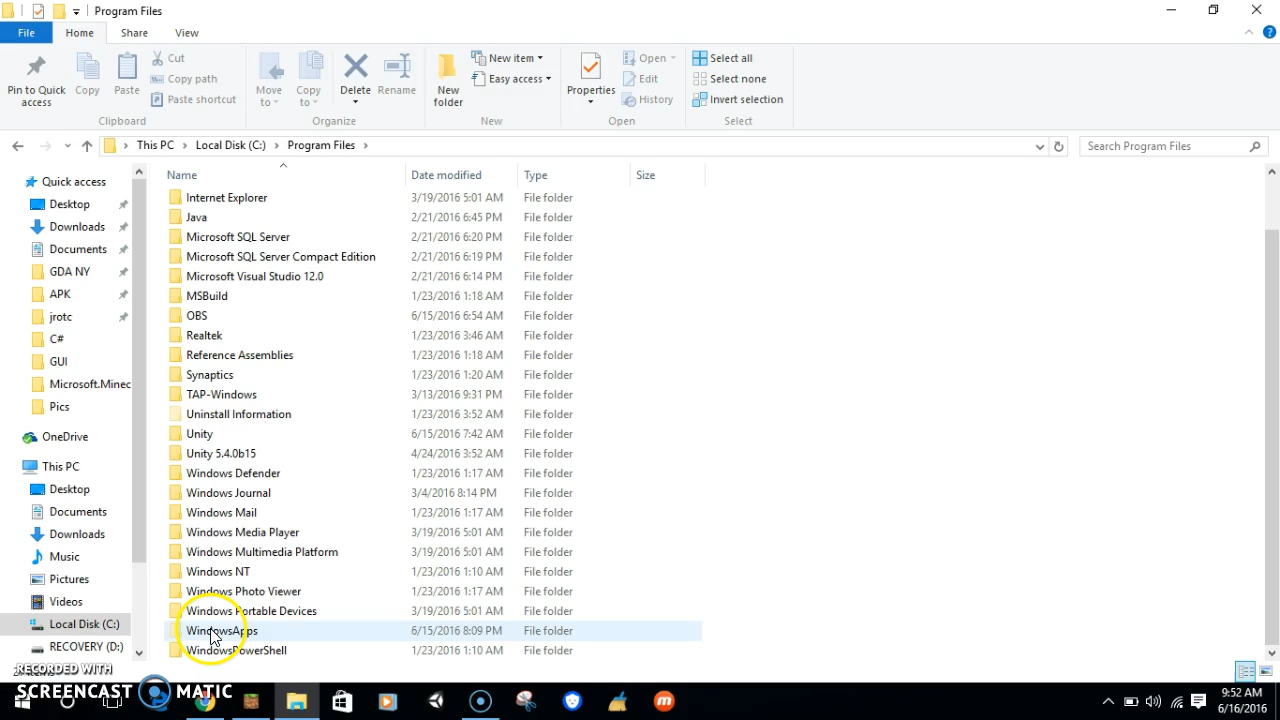 Program Files
File Home Share View
Pin to Quick access
Copy
Paste
Cut
Copy path
Paste shortcut
Clipboard
Move to
Copy to
Delete
Rename
Organize
New folder
New item
Easy access
New
Properties
Open
Edit
History
Open
Select all
Select none
Invert selection
Select
This PC > Local Disk (C:) > Program Files >
Search Program Files
Quick access
Desktop
Downloads
Documents
GDA NY
APK
jrotc
C#
GUI
Microsoft.Minec
Pics
OneDrive
This PC
Desktop
Documents
Downloads
Music
Pictures
Videos
Local Disk (C:)
RECOVERY (D:)
Name Date modified Type Size
Internet Explorer 3/19/2016 5:01 AM File folder
Java 2/21/2016 6:45 PM File folder
Microsoft SQL Server 2/21/2016 6:20 PM File folder
Microsoft SQL Server Compact Edition 2/21/2016 6:19 PM File folder
Microsoft Visual Studio 12.0 2/21/2016 6:14 PM File folder
MSBuild 1/23/2016 1:18 AM File folder
OBS 6/15/2016 6:54 AM File folder
Realtek 1/23/2016 3:46 AM File folder
Reference Assemblies 1/23/2016 1:18 AM File folder
Synaptics 1/23/2016 1:20 AM File folder
TAP-Windows 3/13/2016 9:31 PM File folder
Uninstall Information 1/23/2016 3:52 AM File folder
Unity 6/15/2016 7:42 AM File folder
Unity 5.4.0b15 4/24/2016 3:52 AM File folder
Windows Defender 1/23/2016 1:17 AM File folder
Windows Journal 3/4/2016 8:14 PM File folder
Windows Mail 1/23/2016 1:17 AM File folder
Windows Media Player 3/19/2016 5:01 AM File folder
Windows Multimedia Platform 3/19/2016 5:01 AM File folder
Windows NT 1/23/2016 1:10 AM File folder
Windows Photo Viewer 1/23/2016 1:17 AM File folder
Windows Portable Devices 3/19/2016 5:01 AM File folder
WindowsApps 6/15/2016 8:09 PM File folder
WindowsPowerShell 1/23/2016 1:10 AM File folder
RECORDED WITH
SCREENCAST MATIC
9:52 AM
6/16/2016